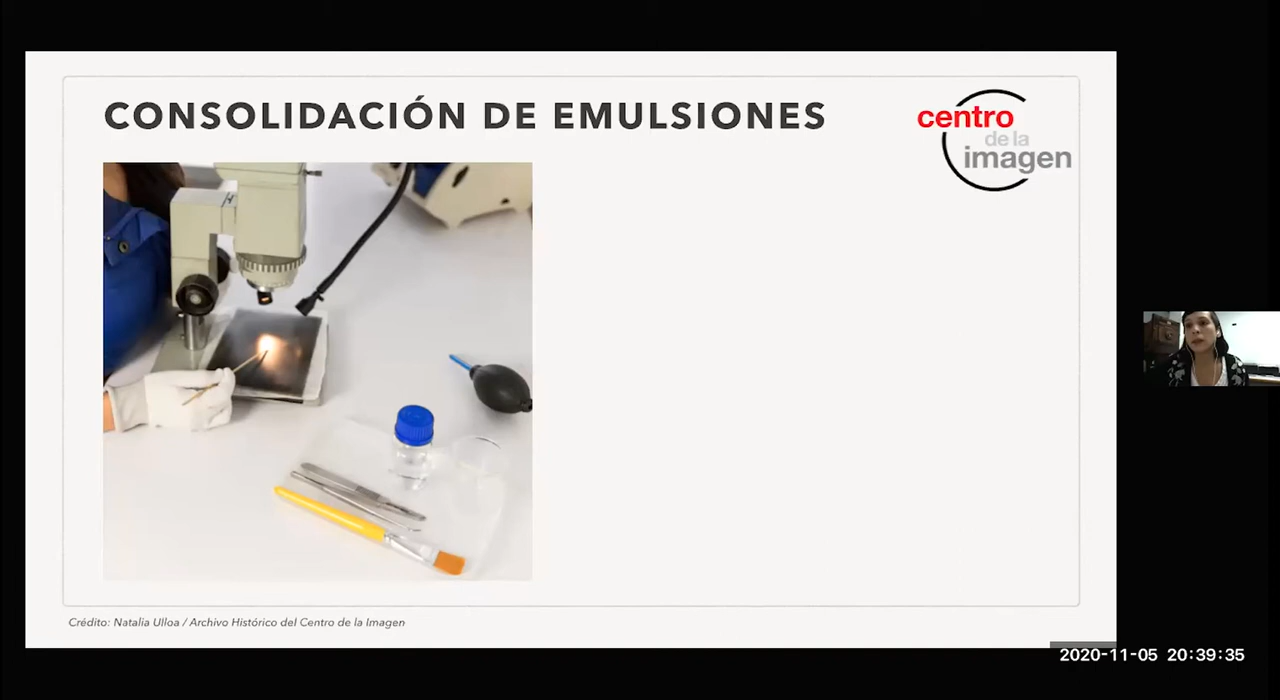 CONSOLIDACIÓN DE EMULSIONES
centro
de la
imagen
Crédito: Natalia Ulloa / Archivo Histórico del Centro de la Imagen
2020-11-05 20:39:35